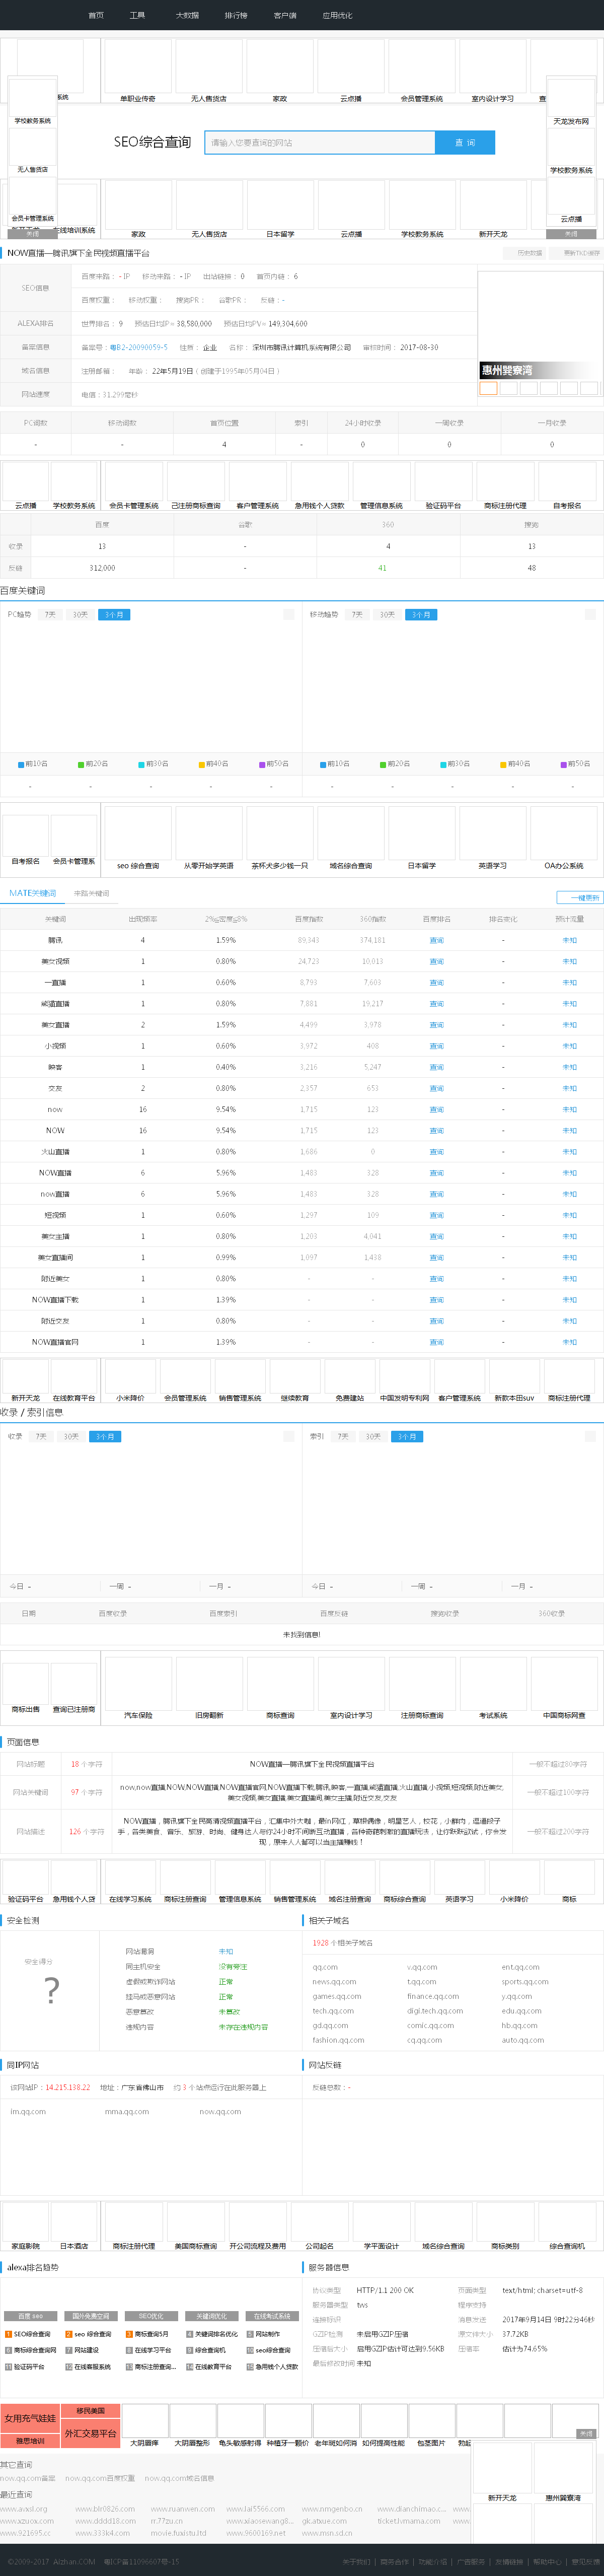 首页 工具 大数据 排行榜 客户端 应用优化
系统 单职业传奇 无人售货店 家政 云点播 会员管理系统 室内设计学习
学校教务系统 天龙发布网
SEO综合查询 请输入您要查询的网站 查 询
无人售货店 学校教务系统
会员卡管理系统 云点播
在线培训系统 家政 无人售货店 日本留学 云点播 学校教务系统 新开天龙
关闭 关闭
NOW直播—腾讯旗下全民视频直播平台 历史数据 更新TKD缓存
SEO信息 百度来路： - IP 移动来路： - IP 出站链接： 0 首页内链： 6
百度权重： 移动权重： 搜狗PR： 谷歌PR： 反链：-
ALEXA排名 世界排名： 9 预估日均IP≈ 38,580,000 预估日均PV≈ 149,304,600
备案信息 备案号：粤B2-20090059-5 性质： 企业 名称： 深圳市腾讯计算机系统有限公司 审核时间： 2017-08-30
域名信息 注册邮箱： 年龄： 22年5月19日（创建于1995年05月04日）
惠州巽寮湾
网站速度 电信：31.299毫秒
PC词数 移动词数 首页位置 索引 24小时收录 一周收录 一月收录
- - 4 - 0 0 0
云点播 学校教务系统 会员卡管理系统 己注册商标查询 客户管理系统 急用钱个人贷款 管理信息系统 验证码平台 商标注册代理 自考报名
百度 谷歌 360 搜狗
收录 13 - 4 13
反链 312,000 - 41 48
百度关键词
PC趋势 7天 30天 3个月 移动趋势 7天 30天 3个月
前10名 前20名 前30名 前40名 前50名 前10名 前20名 前30名 前40名 前50名
- - - - - - - - - -
自考报名 会员卡管理系 seo 综合查询 从零开始学英语 茶杯犬多少钱一只 域名综合查询 日本留学 英语学习 OA办公系统
MATE关键词 来路关键词 一键更新
关键词 出现频率 2%≦密度≦8% 百度指数 360指数 百度排名 排名变化 预计流量
腾讯 4 1.59% 89,343 374,181 查询 - 未知
美女视频 1 0.80% 24,723 10,013 查询 - 未知
一直播 1 0.60% 8,793 7,603 查询 - 未知
熊猫直播 1 0.80% 7,881 19,217 查询 - 未知
美女直播 2 1.59% 4,499 3,978 查询 - 未知
小视频 1 0.60% 3,972 408 查询 - 未知
映客 1 0.40% 3,216 5,247 查询 - 未知
交友 2 0.80% 2,357 653 查询 - 未知
now 16 9.54% 1,715 123 查询 - 未知
NOW 16 9.54% 1,715 123 查询 - 未知
火山直播 1 0.80% 1,686 0 查询 - 未知
NOW直播 6 5.96% 1,483 328 查询 - 未知
now直播 6 5.96% 1,483 328 查询 - 未知
短视频 1 0.60% 1,297 109 查询 - 未知
美女主播 1 0.80% 1,203 4,041 查询 - 未知
美女直播间 1 0.99% 1,097 1,438 查询 - 未知
附近美女 1 0.80% - - 查询 - 未知
NOW直播下载 1 1.39% - - 查询 - 未知
附近交友 1 0.80% - - 查询 - 未知
NOW直播官网 1 1.39% - - 查询 - 未知
新开天龙 在线教育平台 小米降价 会员管理系统 销售管理系统 继续教育 免费建站 中国发明专利网 客户管理系统 新款本田suv 商标注册代理
收录 / 索引信息
收录 7天 30天 3个月 索引 7天 30天 3个月
今日 - 一周 - 一月 - 今日 - 一周 - 一月 -
日期 百度收录 百度索引 百度反链 搜狗收录 360收录
未找到信息!
商标出售 查询已注册商 汽车保险 旧房翻新 商标查询 室内设计学习 注册商标查询 考试系统 中国商标网查
页面信息
网站标题 18 个字符 NOW直播—腾讯旗下全民视频直播平台 一般不超过80字符
网站关键词 97 个字符 now,now直播,NOW,NOW直播,NOW直播官网,NOW直播下载,腾讯,映客,一直播,熊猫直播,火山直播,小视频,短视频,附近美女,
美女视频,美女直播,美女直播间,美女主播,附近交友,交友 一般不超过100字符
网站描述 126 个字符 NOW直播，腾讯旗下全民高清视频直播平台，汇集中外大咖，最in网红，草根偶像，明星艺人，校花，小鲜肉，逗逼段子
手，各类美食、音乐、旅游、时尚、健身达人与你24小时不间断互动直播，各种奇葩刺激的直播玩法，让你跃跃欲试，你会发
现，原来人人都可以当主播赚钱！ 一般不超过200字符
验证码平台 急用钱个人贷 在线学习系统 商标注册查询 管理信息系统 销售管理系统 域名注册查询 商标综合查询 英语学习 小米降价 商标
安全检测 相关子域名
安全得分 ? 1928 个相关子域名
网站漏洞 未知
网主机安全 没有旁注
虚假或欺诈网站 正常
挂马或恶意网站 正常
恶意篡改 未篡改
违规内容 未存在违规内容
qq.com v.qq.com ent.qq.com
news.qq.com t.qq.com sports.qq.com
games.qq.com finance.qq.com y.qq.com
tech.qq.com digi.tech.qq.com edu.qq.com
gd.qq.com comic.qq.com hb.qq.com
fashion.qq.com cq.qq.com auto.qq.com
同IP网站 网站反链
该网站IP：14.215.138.22 地址：广东省佛山市 约 3 个站点运行在此服务器上 反链总数：-
im.qq.com mma.qq.com now.qq.com
家庭影院 日本酒店 商标注册代理 美国商标查询 开公司流程及费用 公司起名 学平面设计 域名综合查询 商标类别 综合查询机
alexa排名趋势 服务器信息
百度 seo 国外免费空间 SEO优化 关键词优化 在线考试系统
1 SEO综合查询 2 seo 综合查询 3 商标查询5月 4 关键词排名优化 5 网站制作
6 商标综合查询网 7 网站建设 8 在线学习平台 9 综合查询机 10 seo综合查询
11 验证码平台 12 在线客服系统 13 商标注册查询... 14 在线教育平台 15 急用钱个人贷款
协议类型 HTTP/1.1 200 OK 页面类型 text/html; charset=utf-8
服务器类型 tws 程序支持
连接标识 消息发送 2017年9月14日 9时22分46秒
GZIP检测 未启用GZIP压缩 源文件大小 37.72KB
压缩后大小 启用GZIP估计可达到9.56KB 压缩率 估计为74.65%
最后修改时间 未知
女用充气娃娃 移民美国
雅思培训 外汇交易平台
大阴唇痒 大阴唇整形 龟头敏感射得 种植牙一颗价 老年斑如何消 如何提高性能 包茎图片
关闭
其它查询
now.qq.com备案 now.qq.com百度权重 now.qq.com域名信息
新开天龙 惠州巽寮湾
最近查询
www.avxsl.org www.blr0826.com www.ruanwen.com www.lai5566.com www.nmgenbo.cn www.dianchimao.c...
www.xzuox.com www.dddd18.com rr.77zu.cn www.xiaosewang8... gk.atxue.com ticket.lvmama.com
www.921695.cc www.333k4.com movie.fuxistu.ltd www.9600169.net www.msn.sd.cn
©2009-2017 Aizhan.COM 粤ICP备11096607号-15 关于我们 | 商务合作 | 功能介绍 | 广告服务 | 友情链接 | 帮助中心 | 意见反馈